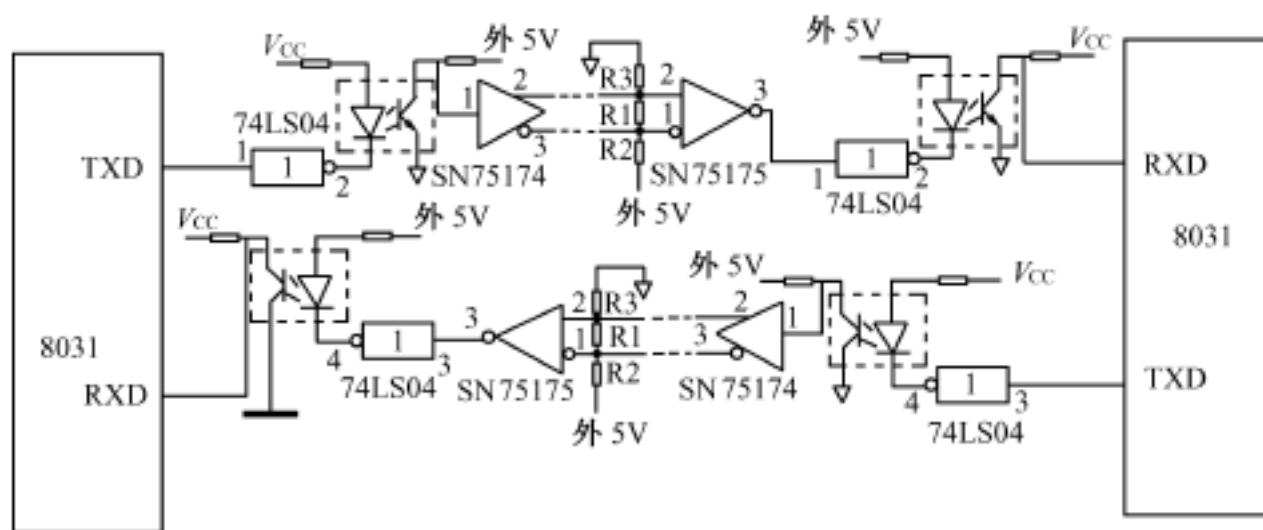 VCC
外 5V
外 5V
VCC
R3
1
2
3
2
1
3
R1
R2
74LS04
TXD
1
1
2
SN75174
SN75175
1
1
2
74LS04
RXD
外 5V
VCC
外 5V
8031
外 5V
VCC
R3
R1
R2
3
2
1
2
3
1
8031
4
1
3
74LS04
SN75175
SN75174
RXD
外 5V
4
1
3
74LS04
TXD